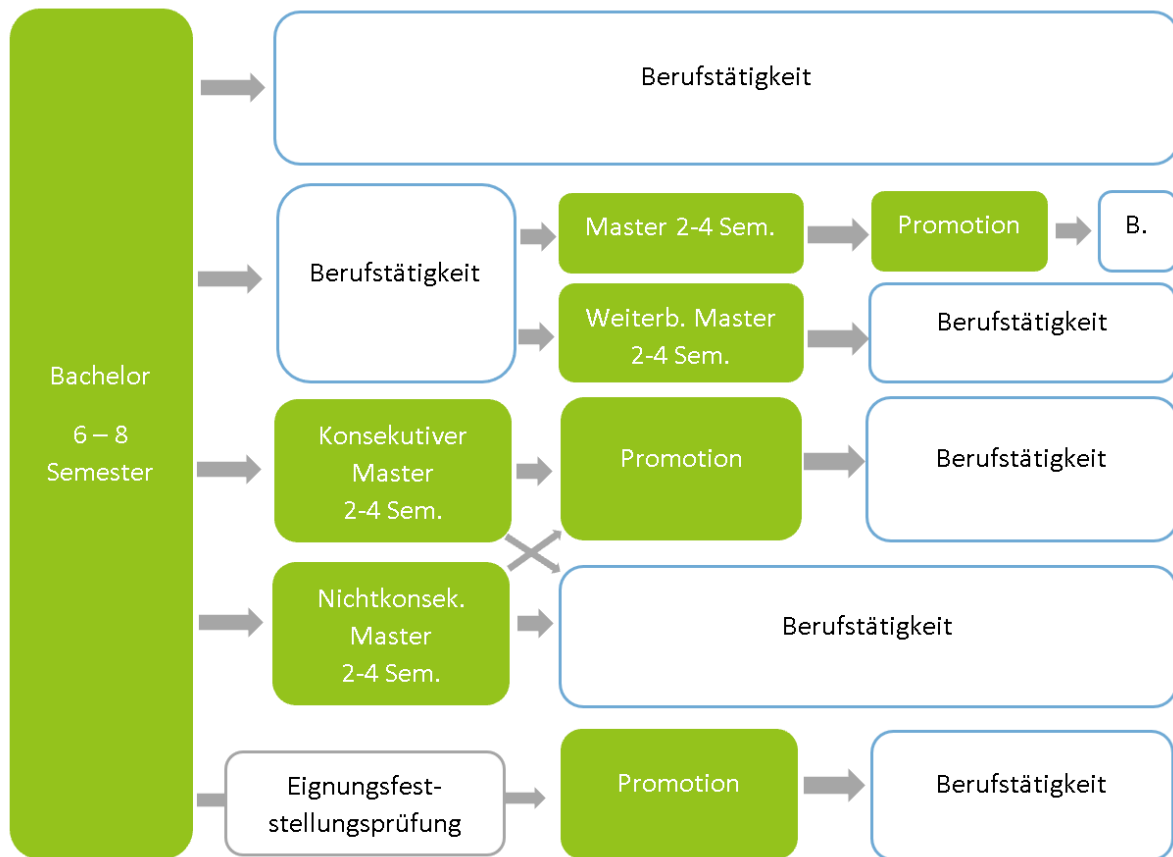 Bachelor
6 – 8
Semester
Berufstätigkeit
Berufstätigkeit
Master 2-4 Sem.
Promotion
B.
Weiterb. Master
2-4 Sem.
Berufstätigkeit
Konsekutiver
Master
2-4 Sem.
Promotion
Berufstätigkeit
Nichtkonsek.
Master
2-4 Sem.
Berufstätigkeit
Eignungsfest-
stellungsprüfung
Promotion
Berufstätigkeit